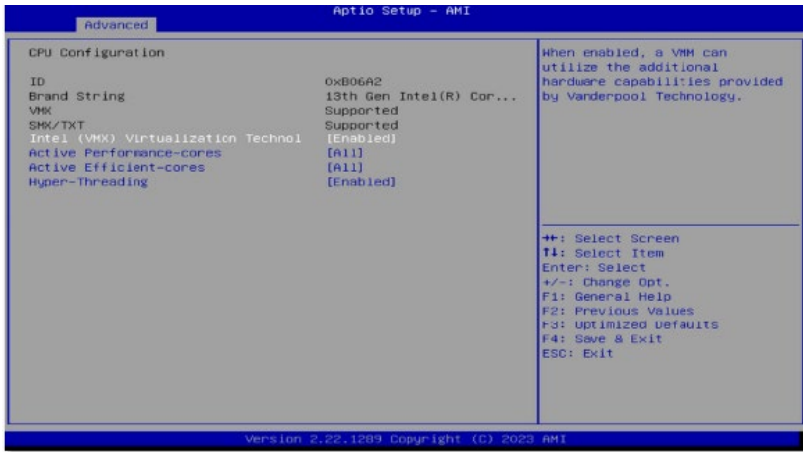 Aptio Setup - AMI
Advanced
CPU Configuration
ID 0xB06A2
Brand String 13th Gen Intel(R) Cor...
VMX Supported
SMX/TXT Supported
Intel (VMX) Virtualization Technol [Enabled]
Active Performance-cores [All]
Active Efficient-cores [All]
Hyper-Threading [Enabled]
When enabled, a VMM can
utilize the additional
hardware capabilities provided
by Vanderpool Technology.
→←: Select Screen
↑↓: Select Item
Enter: Select
+/-: Change Opt.
F1: General Help
F2: Previous Values
F3: Optimized Defaults
F4: Save & Exit
ESC: Exit
Version 2.22.1289 Copyright (C) 2023 AMI